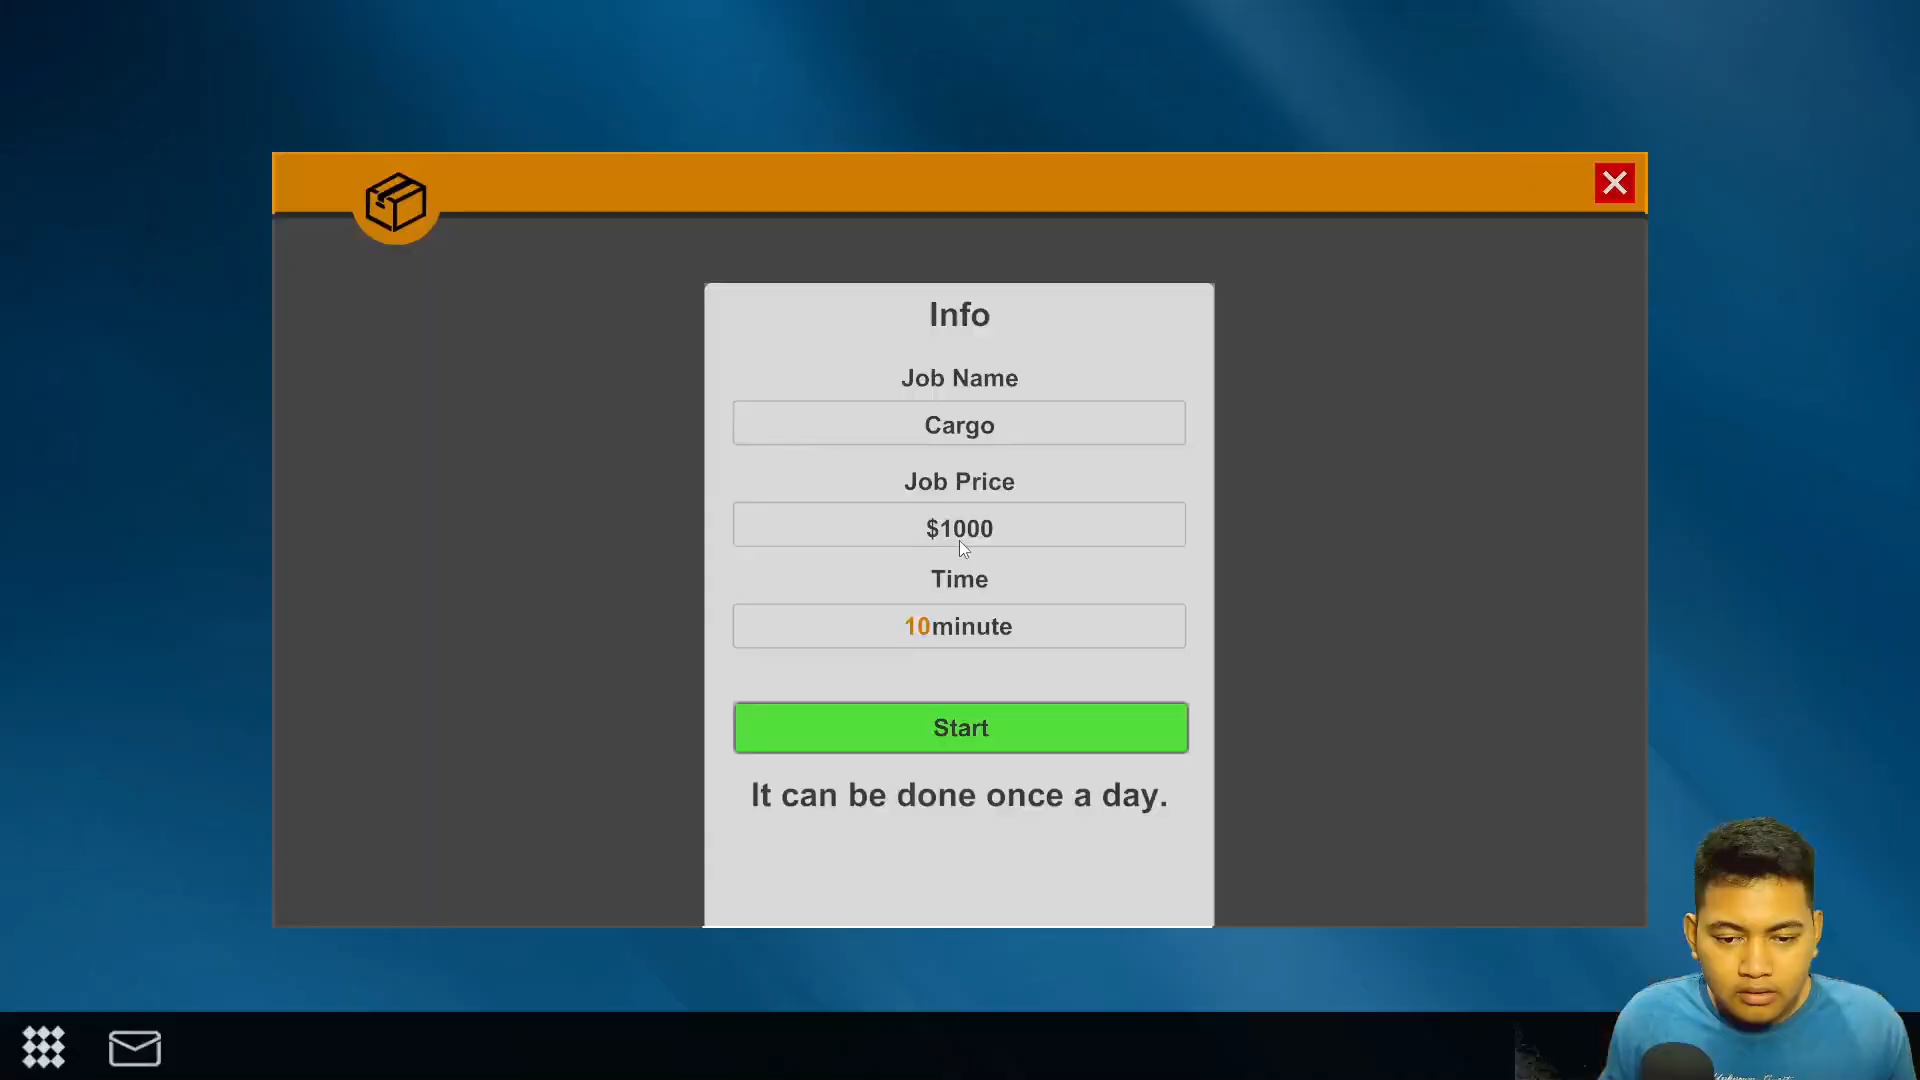 Info
Job Name
Cargo
Job Price
$1000
Time
10minute
Start
It can be done once a day.